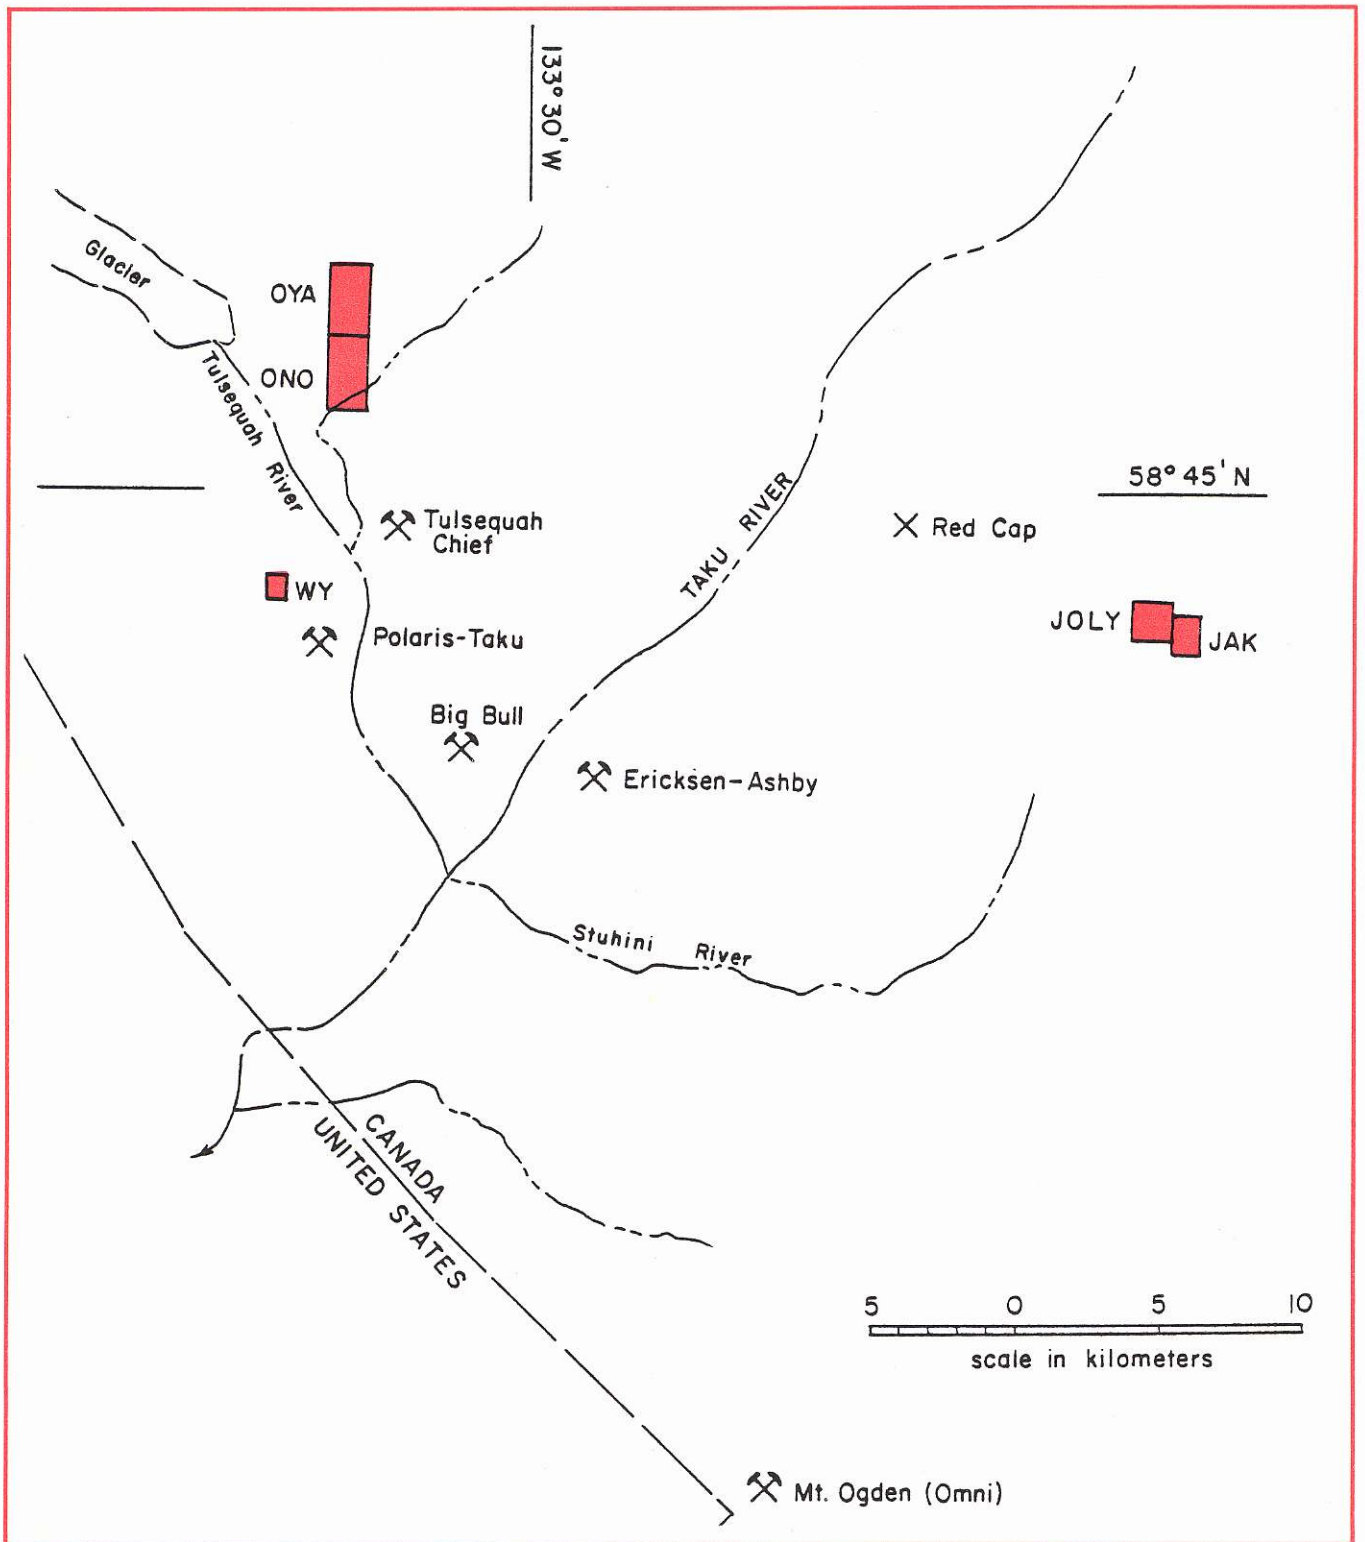 133° 30' W
Glacier
OYA
ONO
Tulsequah River
58° 45' N
TAKU RIVER
Tulsequah
Chief
Red Cap
WY
JOLY
JAK
Polaris-Taku
Big Bull
Ericksen-Ashby
Stuhini River
CANADA
UNITED STATES
5 0 5 10
scale in kilometers
Mt. Ogden (Omni)